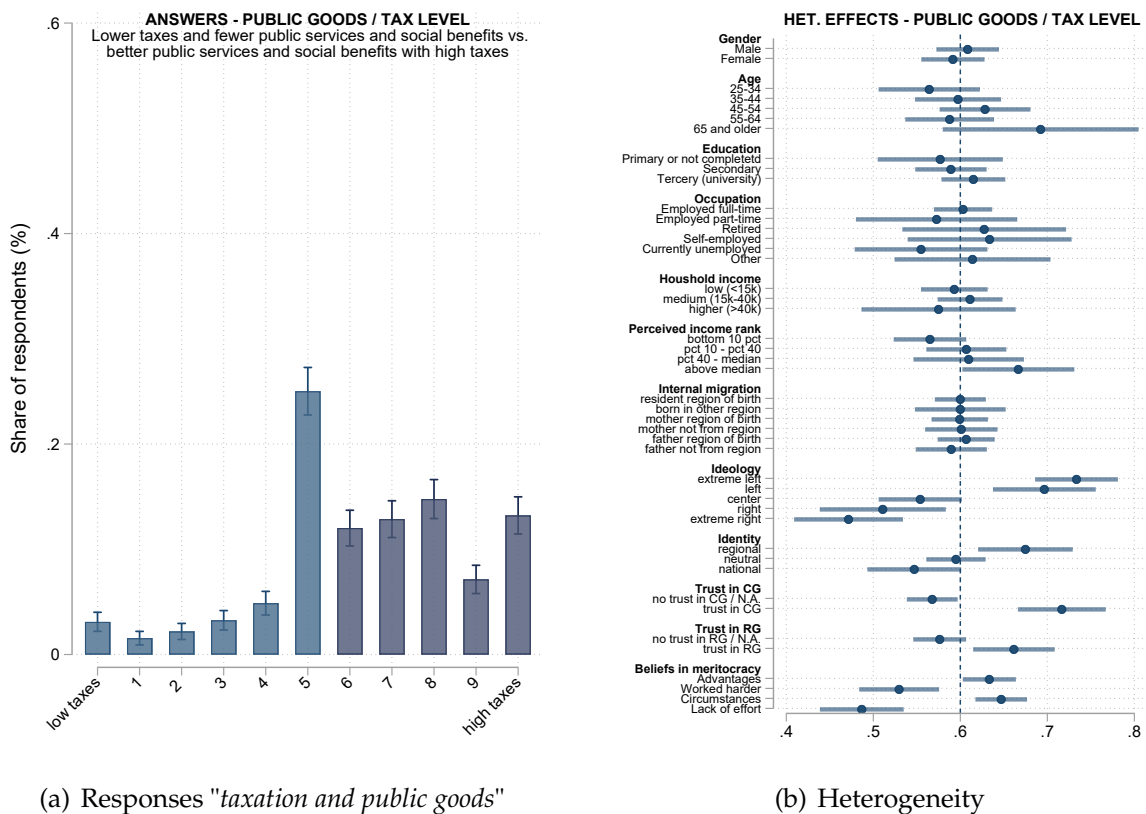 ANSWERS - PUBLIC GOODS / TAX LEVEL
Lower taxes and fewer public services and social benefits vs.
better public services and social benefits with high taxes
Share of respondents (%)
.6
.4
.2
0
low taxes
1
2
3
4
5
6
7
8
9
high taxes
(a) Responses "taxation and public goods"
HET. EFFECTS - PUBLIC GOODS / TAX LEVEL
Gender
Male
Female
Age
25-34
35-44
45-54
55-64
65 and older
Education
Primary or not completetd
Secondary
Tercery (university)
Occupation
Employed full-time
Employed part-time
Retired
Self-employed
Currently unemployed
Other
Houshold income
low (<15k)
medium (15k-40k)
higher (>40k)
Perceived income rank
bottom 10 pct
pct 10 - pct 40
pct 40 - median
above median
Internal migration
resident region of birth
born in other region
mother region of birth
mother not from region
father region of birth
father not from region
Ideology
extreme left
left
center
right
extreme right
Identity
regional
neutral
national
Trust in CG
no trust in CG / N.A.
trust in CG
Trust in RG
no trust in RG / N.A.
trust in RG
Beliefs in meritocracy
Advantages
Worked harder
Circumstances
Lack of effort
.4
.5
.6
.7
.8
(b) Heterogeneity